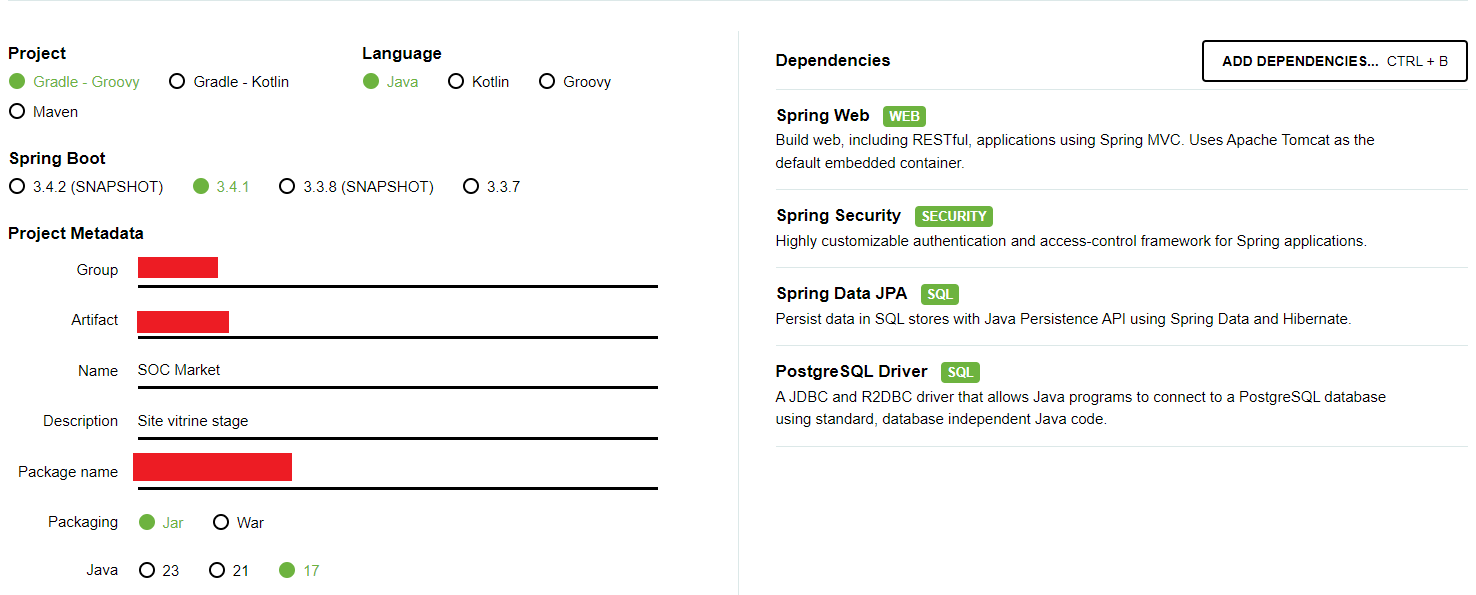 Project
Gradle - Groovy
Gradle - Kotlin
Maven
Language
Java
Kotlin
Groovy
Spring Boot
3.4.2 (SNAPSHOT)
3.4.1
3.3.8 (SNAPSHOT)
3.3.7
Project Metadata
Group
Artifact
Name SOC Market
Description Site vitrine stage
Package name
Packaging Jar War
Java 23 21 17
Dependencies
ADD DEPENDENCIES... CTRL + B
Spring Web WEB
Build web, including RESTful, applications using Spring MVC. Uses Apache Tomcat as the
default embedded container.
Spring Security SECURITY
Highly customizable authentication and access-control framework for Spring applications.
Spring Data JPA SQL
Persist data in SQL stores with Java Persistence API using Spring Data and Hibernate.
PostgreSQL Driver SQL
A JDBC and R2DBC driver that allows Java programs to connect to a PostgreSQL database
using standard, database independent Java code.